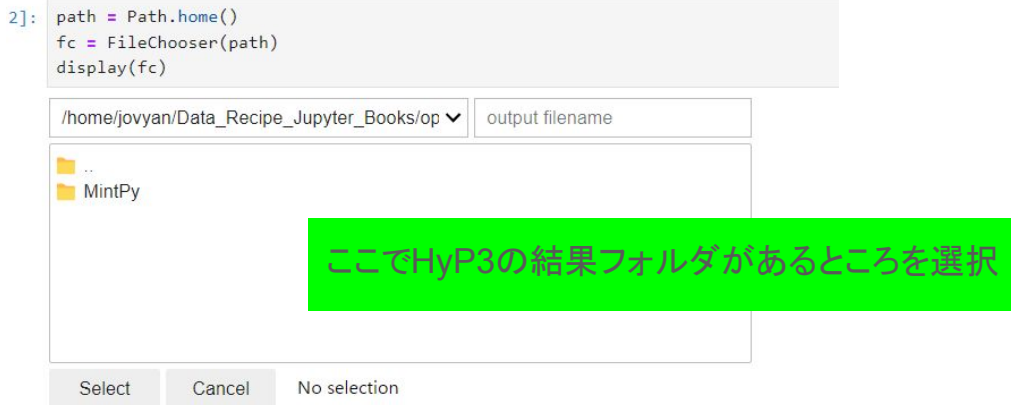 2]: path = Path.home()
fc = FileChooser(path)
display(fc)
/home/jovyan/Data_Recipe_Jupyter_Books/op output filename
..
MintPy
ここでHyP3の結果フォルダがあるところを選択
Select Cancel No selection